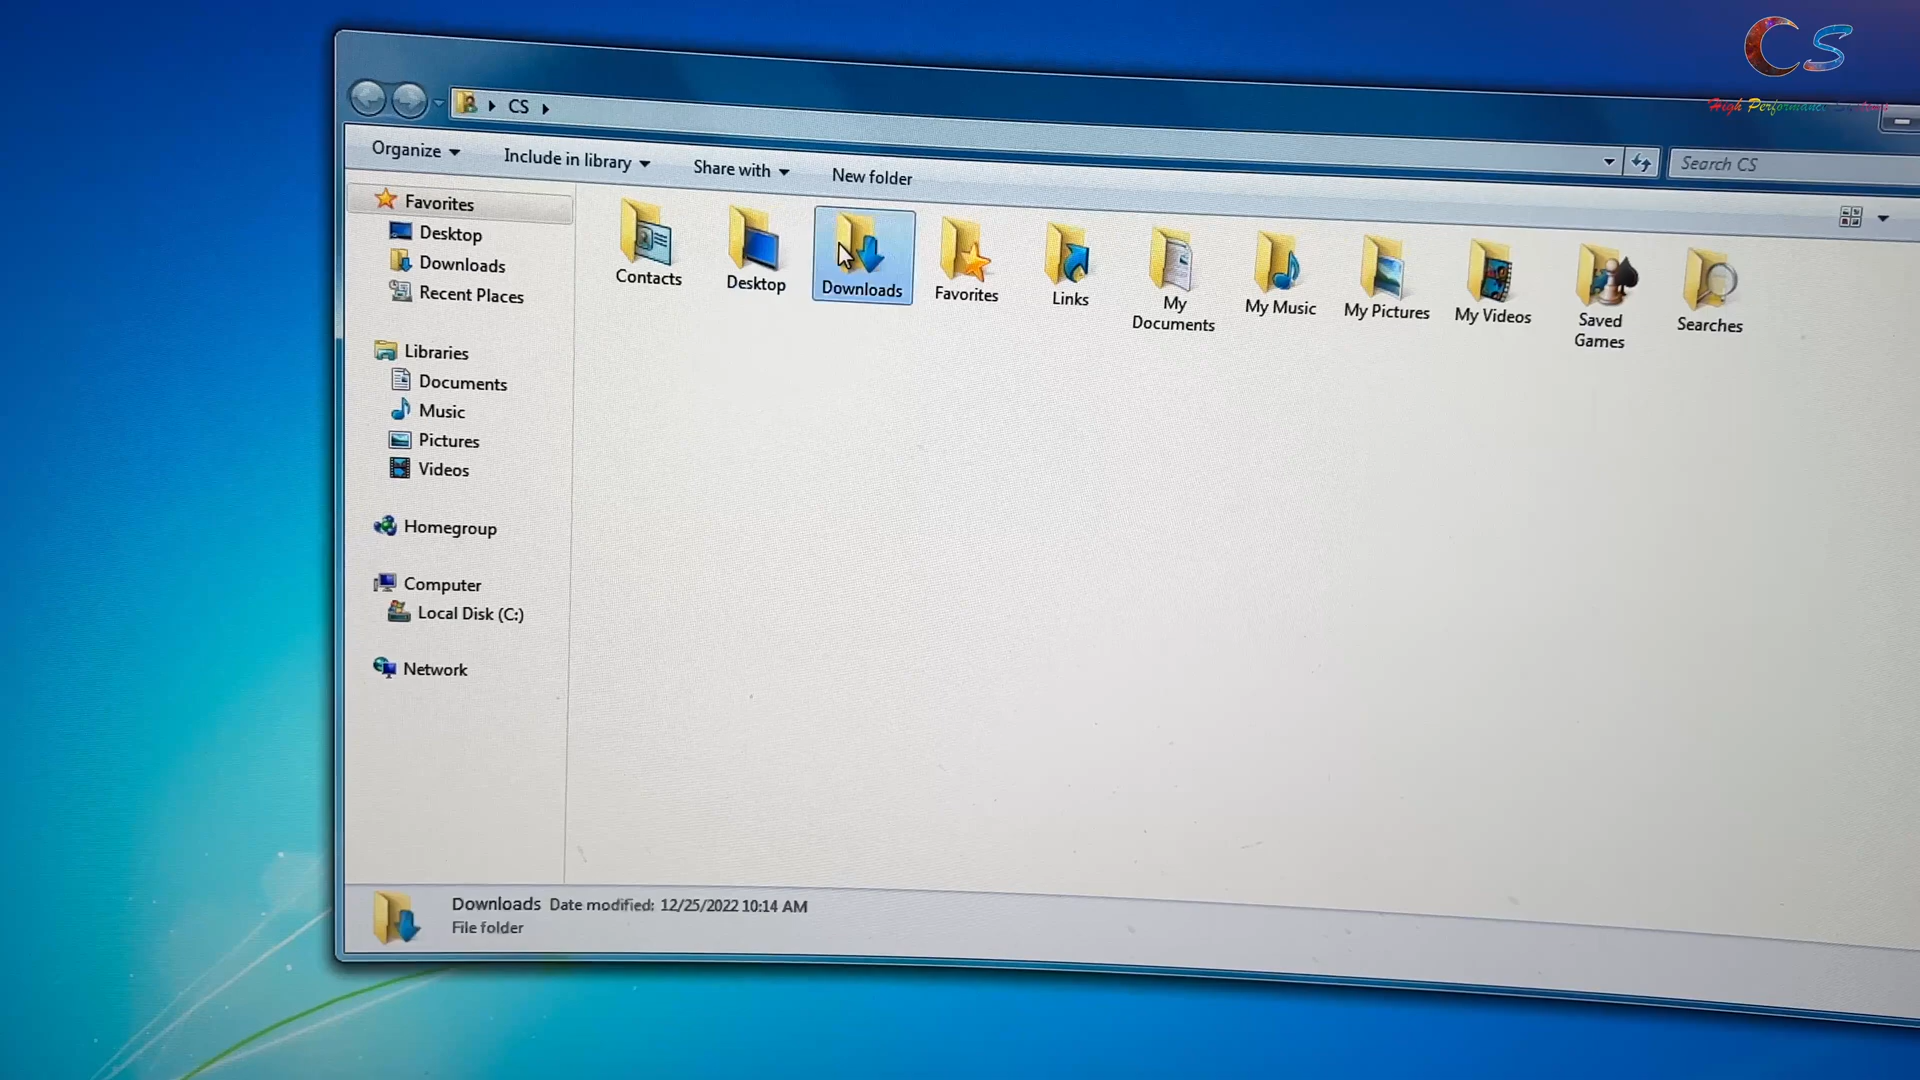 CS
High Performance
CS
Search CS
Organize
Include in library
Share with
New folder
Favorites
Desktop
Downloads
Recent Places
Libraries
Documents
Music
Pictures
Videos
Homegroup
Computer
Local Disk (C:)
Network
Contacts
Desktop
Downloads
Favorites
Links
My
Documents
My Music
My Pictures
My Videos
Saved
Games
Searches
Downloads Date modified: 12/25/2022 10:14 AM
File folder